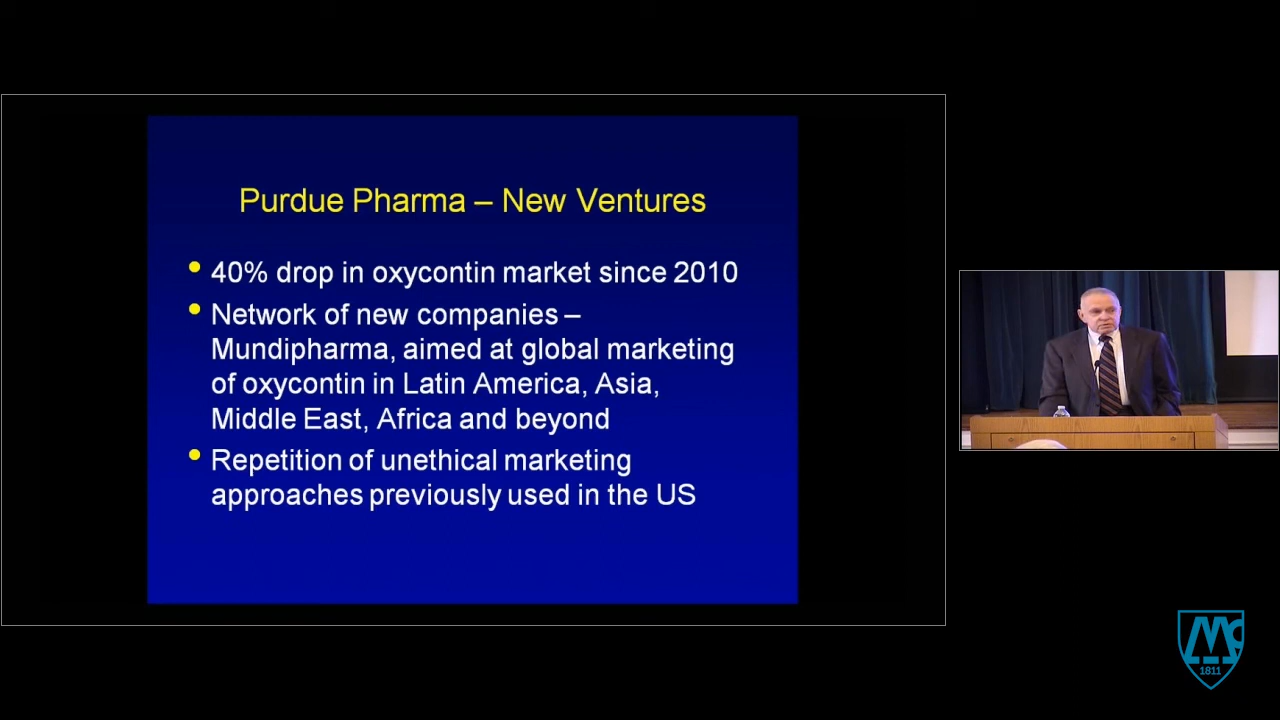 Purdue Pharma – New Ventures
• 40% drop in oxycontin market since 2010
• Network of new companies –
Mundipharma, aimed at global marketing
of oxycontin in Latin America, Asia,
Middle East, Africa and beyond
• Repetition of unethical marketing
approaches previously used in the US
Mc
1811